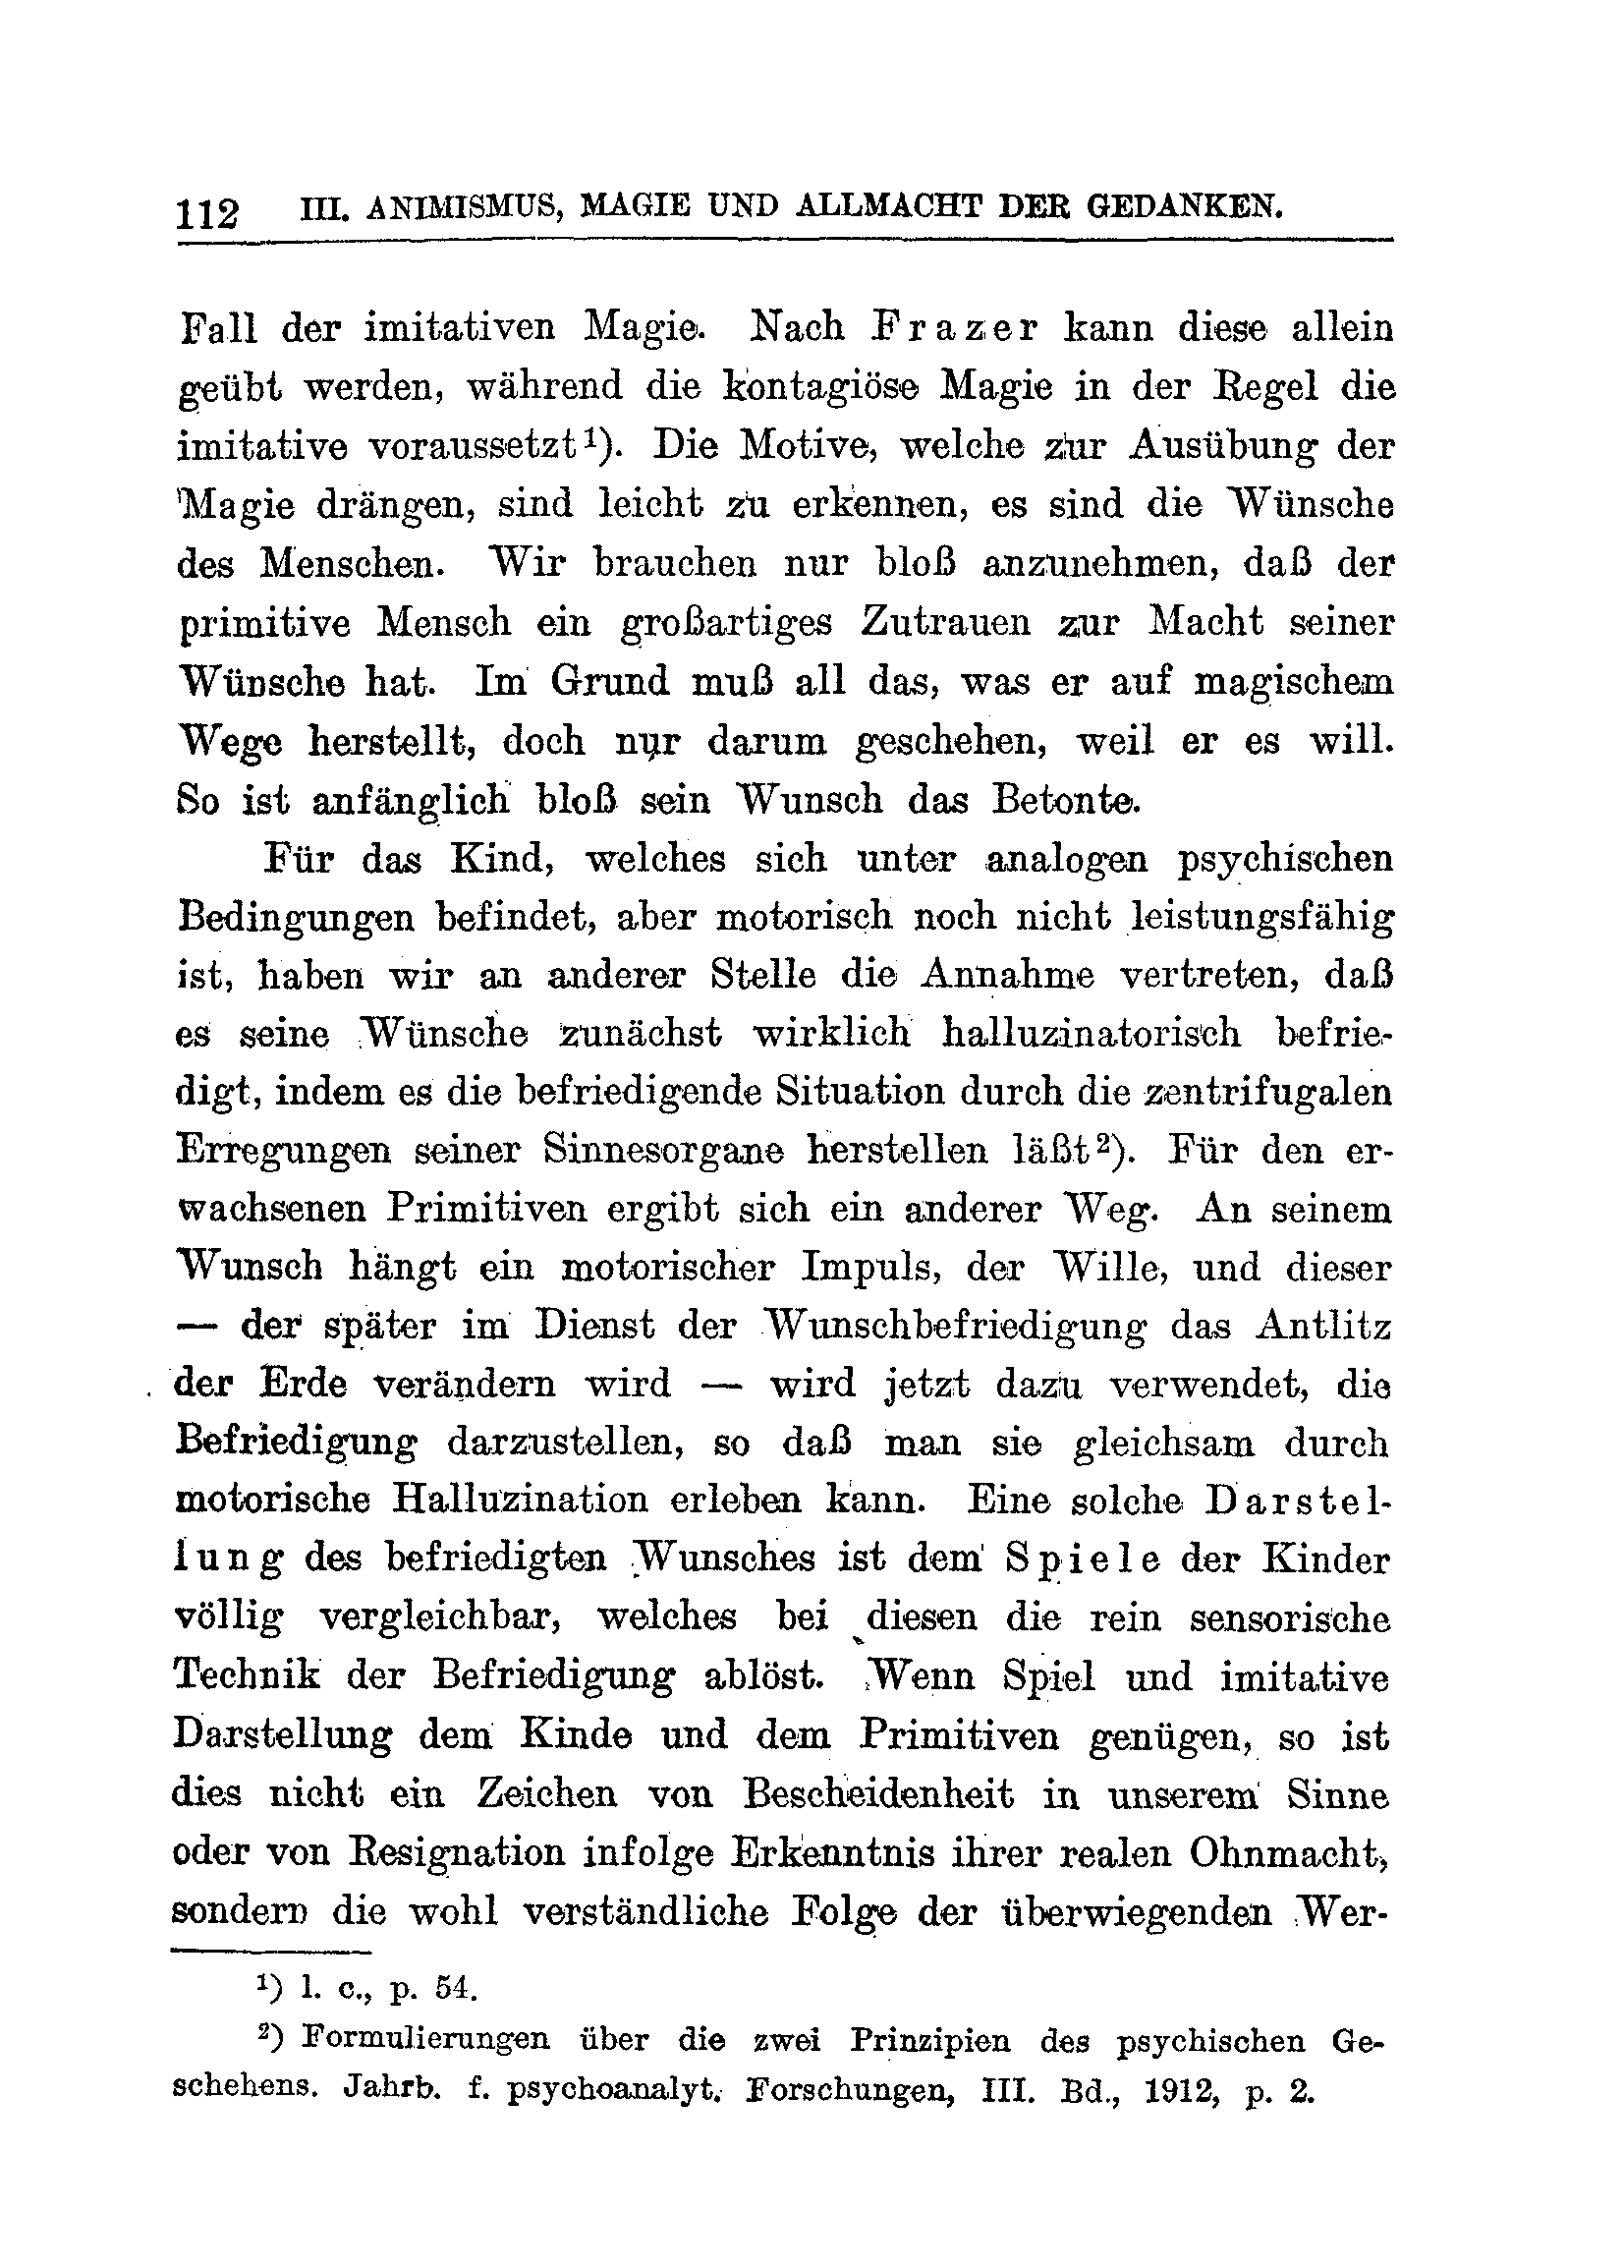 112 III. ANIMISMUS, MAGIE UND ALLMACHT DER GEDANKEN.
Fall der imitativen Magie. Nach Frazer kann diese allein
geübt werden, während die kontagiöse Magie in der Regel die
imitative voraussetzt¹). Die Motive, welche zur Ausübung der
Magie drängen, sind leicht zu erkennen, es sind die Wünsche
des Menschen. Wir brauchen nur bloß anzunehmen, daß der
primitive Mensch ein großartiges Zutrauen zur Macht seiner
Wünsche hat. Im Grund muß all das, was er auf magischem
Wege herstellt, doch nur darum geschehen, weil er es will.
So ist anfänglich bloß sein Wunsch das Betonte.
Für das Kind, welches sich unter analogen psychischen
Bedingungen befindet, aber motorisch noch nicht leistungsfähig
ist, haben wir an anderer Stelle die Annahme vertreten, daß
es seine Wünsche zunächst wirklich halluzinatorisch befrie-
digt, indem es die befriedigende Situation durch die zentrifugalen
Erregungen seiner Sinnesorgane herstellen läßt²). Für den er-
wachsenen Primitiven ergibt sich ein anderer Weg. An seinem
Wunsch hängt ein motorischer Impuls, der Wille, und dieser
— der später im Dienst der Wunschbefriedigung das Antlitz
der Erde verändern wird — wird jetzt dazu verwendet, die
Befriedigung darzustellen, so daß man sie gleichsam durch
motorische Halluzination erleben kann. Eine solche Darstel-
lung des befriedigten Wunsches ist dem Spiele der Kinder
völlig vergleichbar, welches bei diesen die rein sensorische
Technik der Befriedigung ablöst. Wenn Spiel und imitative
Darstellung dem Kinde und dem Primitiven genügen, so ist
dies nicht ein Zeichen von Bescheidenheit in unserem Sinne
oder von Resignation infolge Erkenntnis ihrer realen Ohnmacht,
sondern die wohl verständliche Folge der überwiegenden Wer-
¹) l. c., p. 54.
²) Formulierungen über die zwei Prinzipien des psychischen Ge-
schehens. Jahrb. f. psychoanalyt. Forschungen, III. Bd., 1912, p. 2.